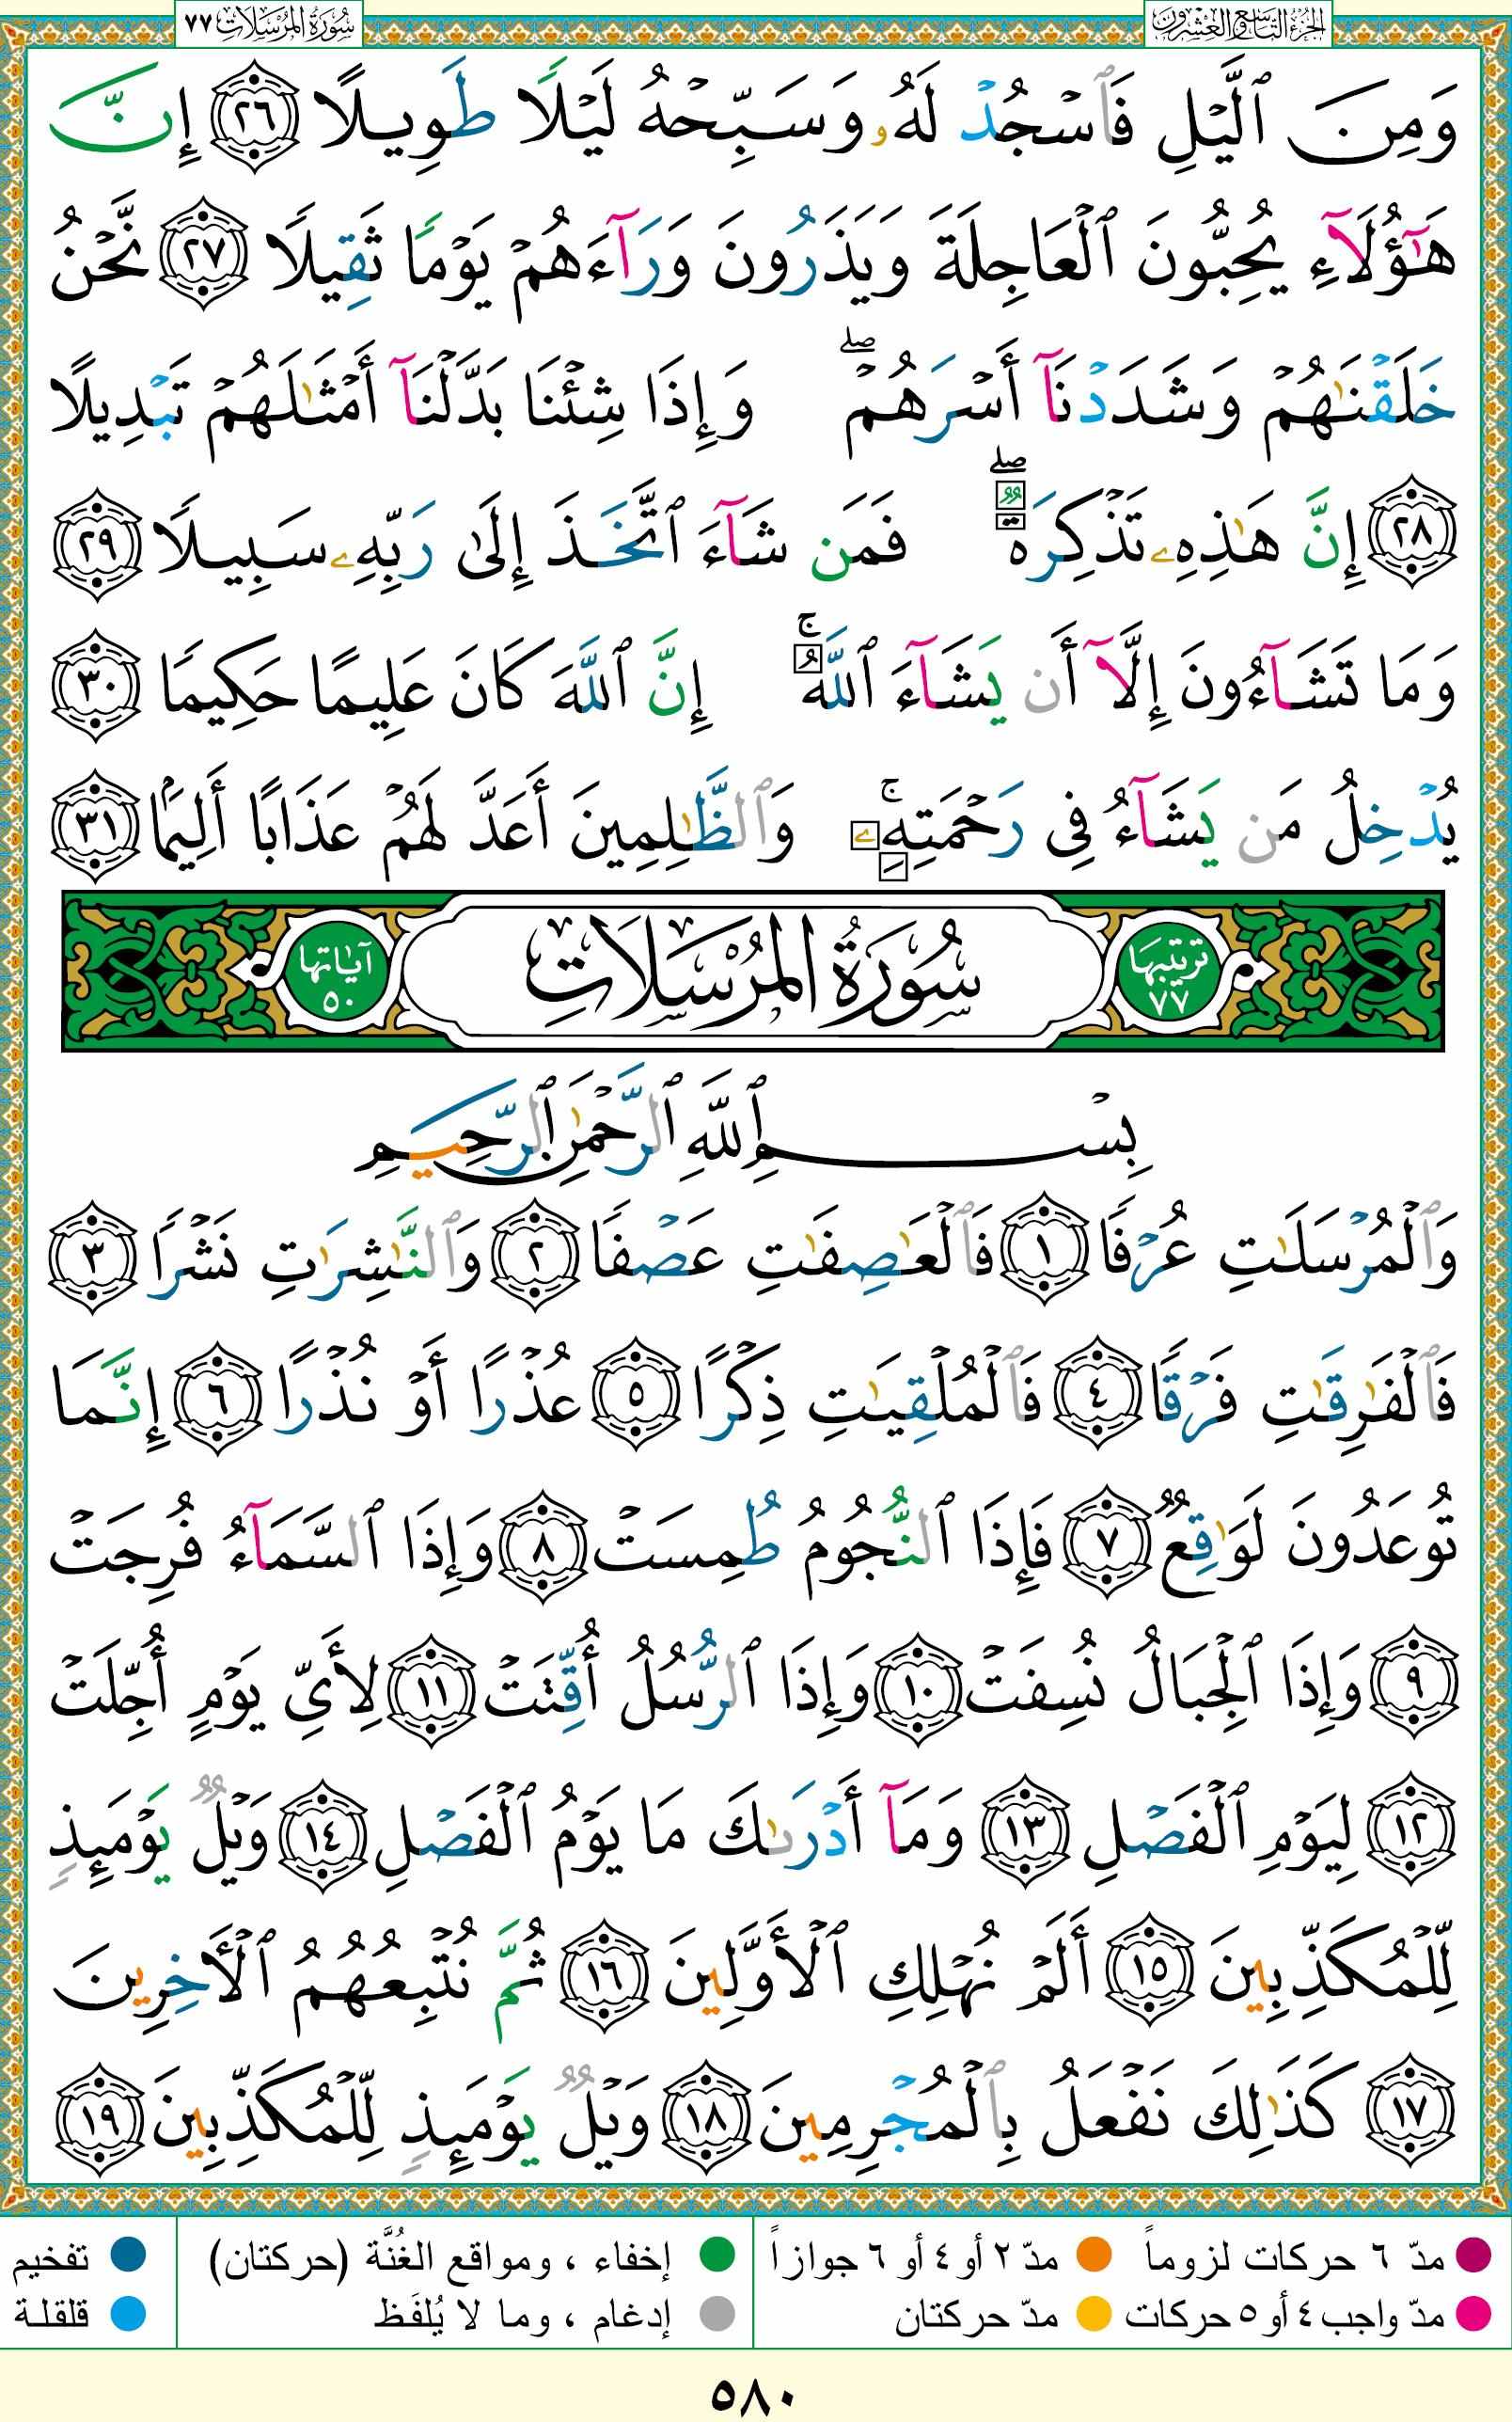 الجزء التاسع والعشرون
سُورَةُ المُرْسَلَات ٧٧
وَمِنَ ٱلَّيْلِ فَٱسْجُدْ لَهُۥ وَسَبِّحْهُ لَيْلًا طَوِيلًا ٢٦ إِنَّ
هَٰٓؤُلَآءِ يُحِبُّونَ ٱلْعَاجِلَةَ وَيَذَرُونَ وَرَآءَهُمْ يَوْمًا ثَقِيلًا ٢٧ نَّحْنُ
خَلَقْنَٰهُمْ وَشَدَدْنَآ أَسْرَهُمْ ۖ وَإِذَا شِئْنَا بَدَّلْنَآ أَمْثَٰلَهُمْ تَبْدِيلًا
٢٨ إِنَّ هَٰذِهِۦ تَذْكِرَةٌ ۖ فَمَن شَآءَ ٱتَّخَذَ إِلَىٰ رَبِّهِۦ سَبِيلًا ٢٩
وَمَا تَشَآءُونَ إِلَّآ أَن يَشَآءَ ٱللَّهُ ۚ إِنَّ ٱللَّهَ كَانَ عَلِيمًا حَكِيمًا ٣٠
يُدْخِلُ مَن يَشَآءُ فِى رَحْمَتِهِۦ ۚ وَٱلظَّٰلِمِينَ أَعَدَّ لَهُمْ عَذَابًا أَلِيمًۢا ٣١
ترتيبها ٧٧ سُورَةُ المُرْسَلَات آياتها ٥٠
بِسْمِ ٱللَّهِ ٱلرَّحْمَٰنِ ٱلرَّحِيمِ
وَٱلْمُرْسَلَٰتِ عُرْفًا ١ فَٱلْعَٰصِفَٰتِ عَصْفًا ٢ وَٱلنَّٰشِرَٰتِ نَشْرًا ٣
فَٱلْفَٰرِقَٰتِ فَرْقًا ٤ فَٱلْمُلْقِيَٰتِ ذِكْرًا ٥ عُذْرًا أَوْ نُذْرًا ٦ إِنَّمَا
تُوعَدُونَ لَوَٰقِعٌ ٧ فَإِذَا ٱلنُّجُومُ طُمِسَتْ ٨ وَإِذَا ٱلسَّمَآءُ فُرِجَتْ
٩ وَإِذَا ٱلْجِبَالُ نُسِفَتْ ١٠ وَإِذَا ٱلرُّسُلُ أُقِّتَتْ ١١ لِأَىِّ يَوْمٍ أُجِّلَتْ
١٢ لِيَوْمِ ٱلْفَصْلِ ١٣ وَمَآ أَدْرَىٰكَ مَا يَوْمُ ٱلْفَصْلِ ١٤ وَيْلٌ يَوْمَئِذٍ
لِّلْمُكَذِّبِينَ ١٥ أَلَمْ نُهْلِكِ ٱلْأَوَّلِينَ ١٦ ثُمَّ نُتْبِعُهُمُ ٱلْأَخِرِينَ
١٧ كَذَٰلِكَ نَفْعَلُ بِٱلْمُجْرِمِينَ ١٨ وَيْلٌ يَوْمَئِذٍ لِّلْمُكَذِّبِينَ ١٩
مدّ ٦ حركات لزوماً مدّ ٢ أو ٤ أو ٦ جوازاً إخفاء ، ومواقع الغُنَّة (حركتان) تفخيم
مدّ واجب ٤ أو ٥ حركات مدّ حركتان إدغام ، وما لا يُلفَظ قلقلة
٥٨٠